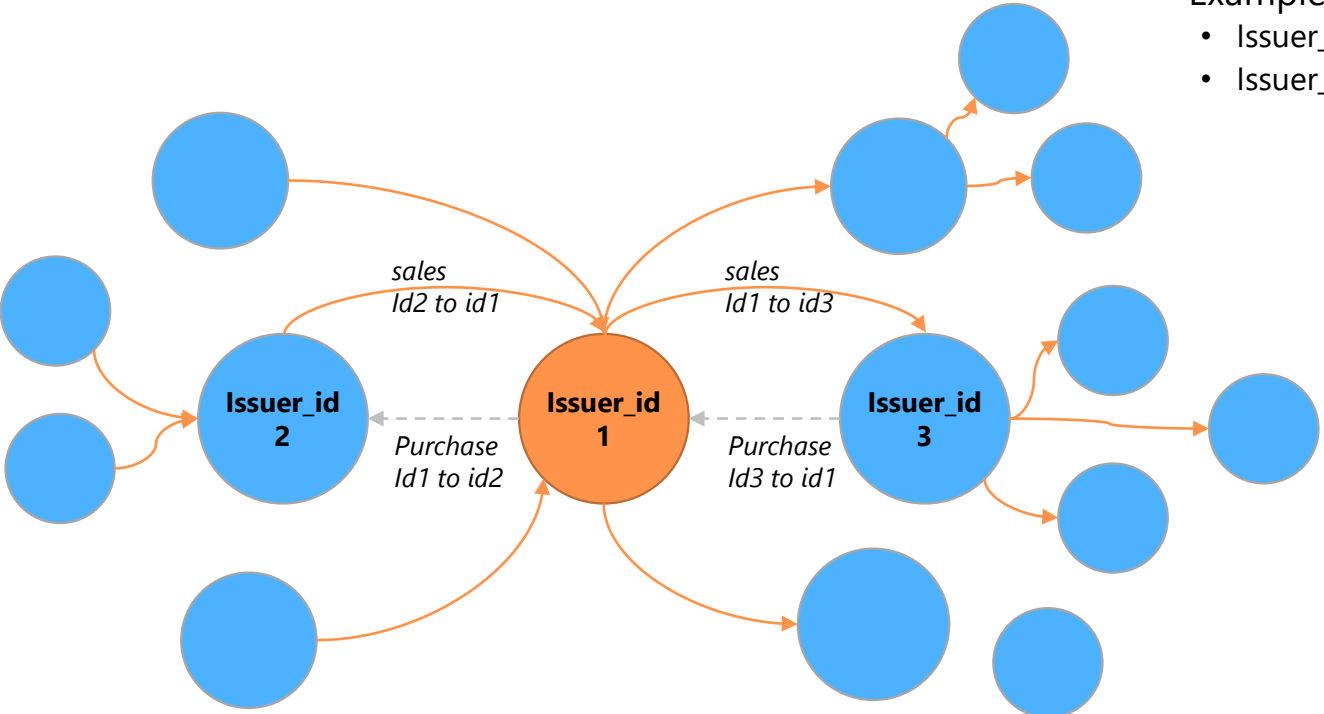 Example
• Issuer_
• Issuer_
sales
Id2 to id1
sales
Id1 to id3
Issuer_id
2
Issuer_id
1
Issuer_id
3
Purchase
Id1 to id2
Purchase
Id3 to id1